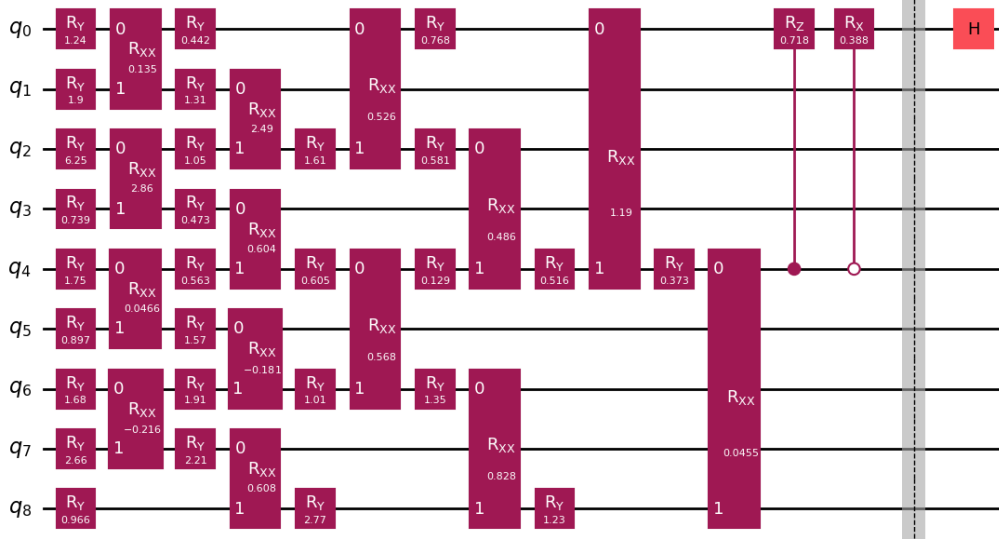 q0 RY 1.24 0 RXX 0.135 1 RY 0.442 0 RXX 0.526 1 RY 0.768 0 RXX 1.19 1 RZ 0.718 RX 0.388 H
q1 RY 1.9 RY 1.31 0 RXX 2.49 1
q2 RY 6.25 0 RXX 2.86 1 RY 1.05 RY 1.61 RY 0.581 0 RXX 0.486 1
q3 RY 0.739 RY 0.473 0 RXX 0.604 1
q4 RY 1.75 0 RXX 0.0466 1 RY 0.563 RY 0.605 0 RXX 0.568 1 RY 0.129 RY 0.516 RY 0.373 0 RXX 0.0455 1
q5 RY 0.897 RY 1.57 0 RXX −0.181 1
q6 RY 1.68 0 RXX −0.216 1 RY 1.91 RY 1.01 RY 1.35 0 RXX 0.828 1
q7 RY 2.66 RY 2.21 0 RXX 0.608 1
q8 RY 0.966 RY 2.77 RY 1.23